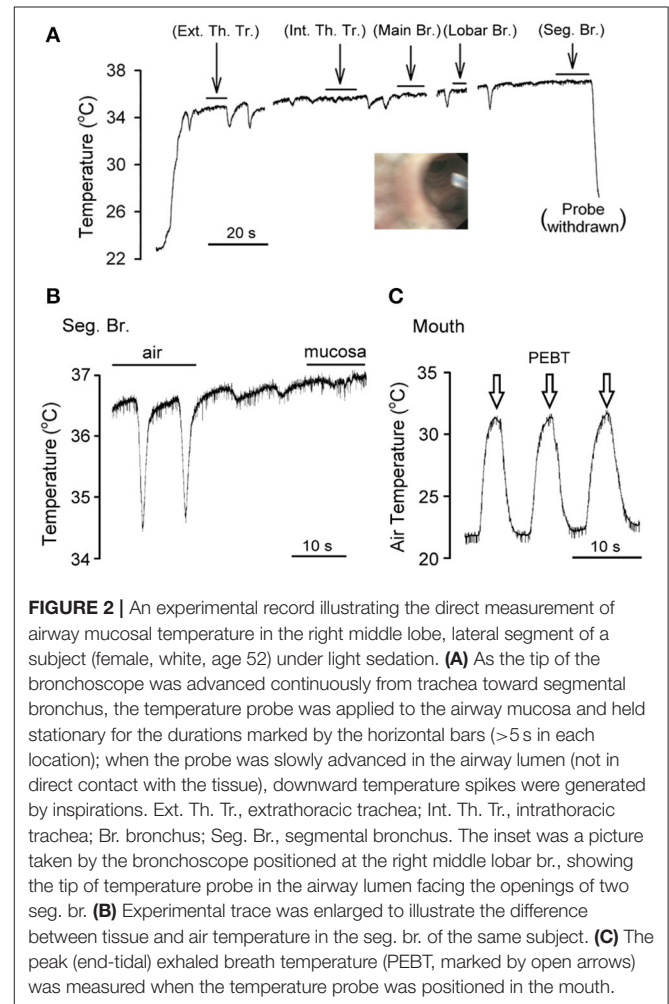 A
(Ext. Th. Tr.) (Int. Th. Tr.) (Main Br.) (Lobar Br.) (Seg. Br.)
38
34
30
26
22
Temperature (°C)
20 s
(Probe withdrawn)
B
Seg. Br.
air
mucosa
37
36
35
34
Temperature (°C)
10 s
C
Mouth
PEBT
35
30
25
20
Air Temperature (°C)
10 s
FIGURE 2 | An experimental record illustrating the direct measurement of
airway mucosal temperature in the right middle lobe, lateral segment of a
subject (female, white, age 52) under light sedation. (A) As the tip of the
bronchoscope was advanced continuously from trachea toward segmental
bronchus, the temperature probe was applied to the airway mucosa and held
stationary for the durations marked by the horizontal bars (>5 s in each
location); when the probe was slowly advanced in the airway lumen (not in
direct contact with the tissue), downward temperature spikes were generated
by inspirations. Ext. Th. Tr., extrathoracic trachea; Int. Th. Tr., intrathoracic
trachea; Br. bronchus; Seg. Br., segmental bronchus. The inset was a picture
taken by the bronchoscope positioned at the right middle lobar br., showing
the tip of temperature probe in the airway lumen facing the openings of two
seg. br. (B) Experimental trace was enlarged to illustrate the difference
between tissue and air temperature in the seg. br. of the same subject. (C) The
peak (end-tidal) exhaled breath temperature (PEBT, marked by open arrows)
was measured when the temperature probe was positioned in the mouth.